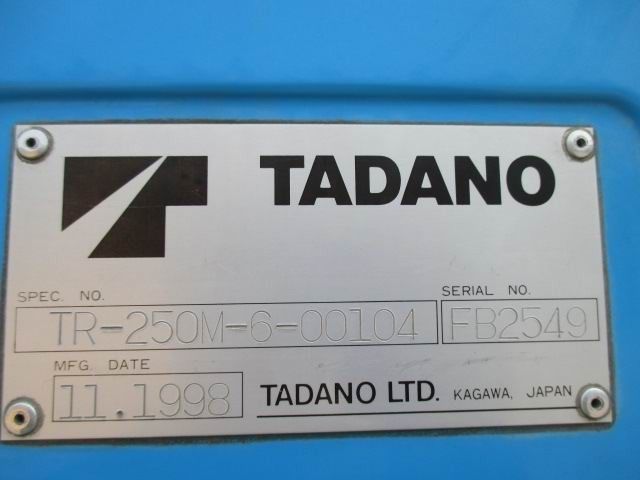 TADANO
SPEC. NO.
TR-250M-6-00104
SERIAL NO.
FB2549
MFG. DATE
11.1998
TADANO LTD. KAGAWA, JAPAN